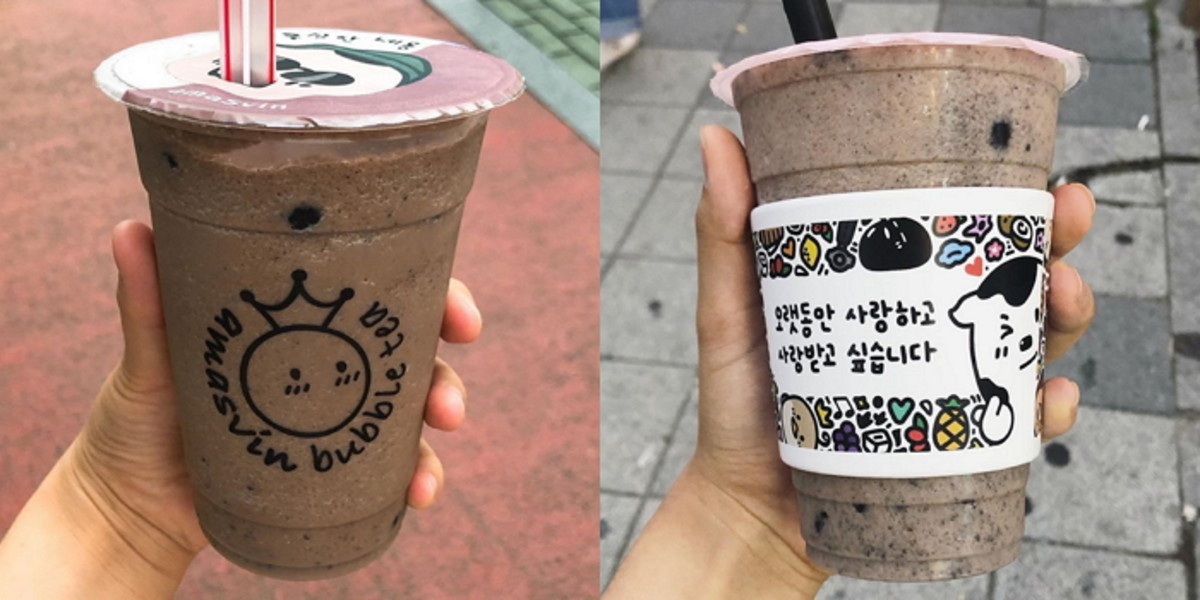 amasvin
amasvin bubble tea
오랫동안 사랑하고
사랑받고 싶습니다